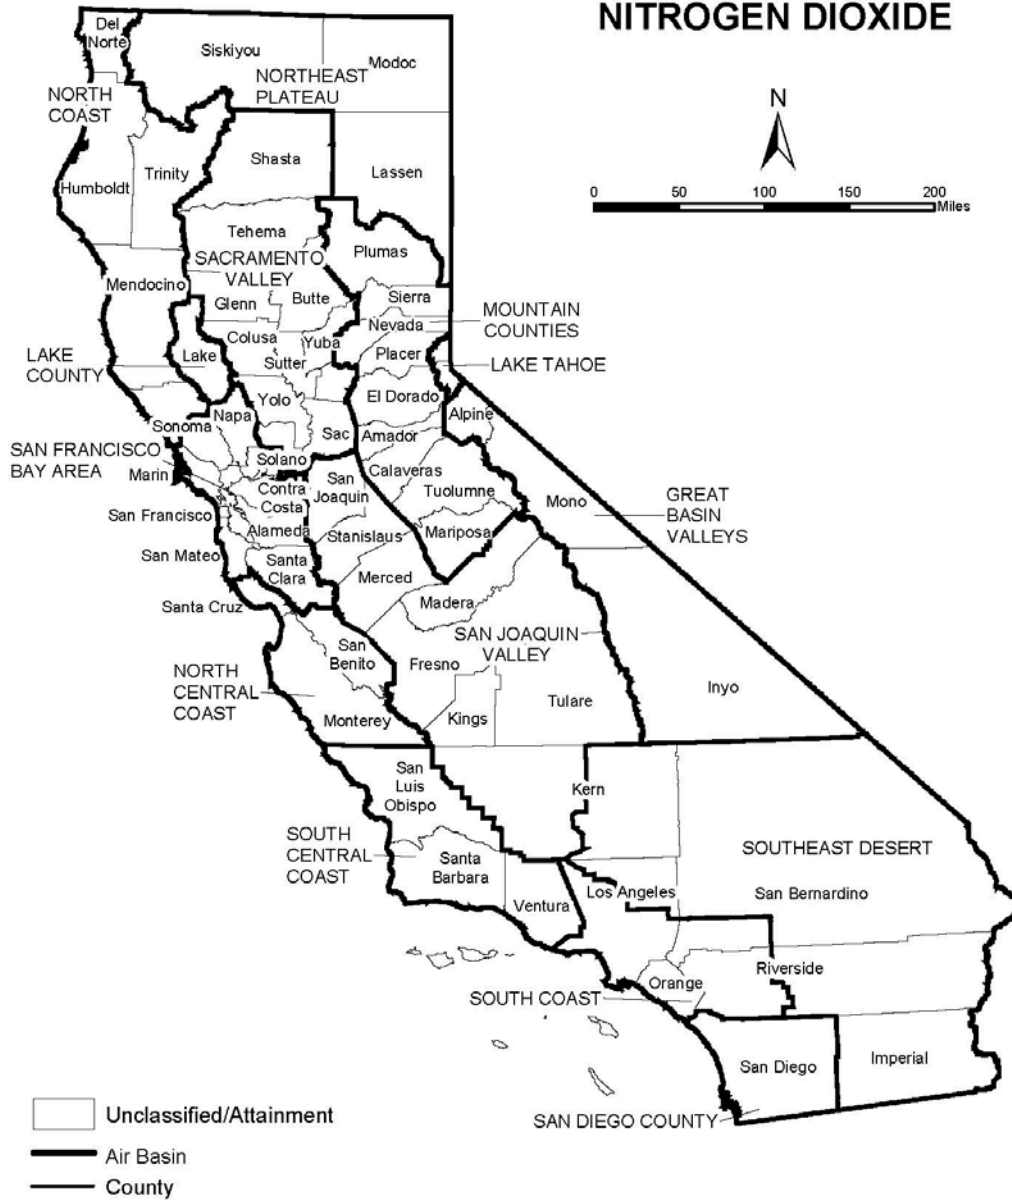 NITROGEN DIOXIDE
Del
Norte
Siskiyou
Modoc
NORTHEAST
PLATEAU
NORTH
COAST
N
Shasta
Trinity
Lassen
Humboldt
0 50 100 150 200
Miles
Tehema
Plumas
SACRAMENTO
VALLEY
Mendocino
Glenn
Butte
Sierra
MOUNTAIN
COUNTIES
Nevada
Colusa
Yuba
LAKE
COUNTY
Lake
Sutter
Placer
LAKE TAHOE
Yolo
El Dorado
Napa
Alpine
Sonoma
Sac
Amador
SAN FRANCISCO
BAY AREA
Marin
Solano
Calaveras
Contra
Costa
San
Joaquin
Tuolumne
Mono
GREAT
BASIN
VALLEYS
San Francisco
Alameda
Stanislaus
Mariposa
San Mateo
Santa
Clara
Merced
Santa Cruz
Madera
SAN JOAQUIN
VALLEY
San
Benito
Fresno
NORTH
CENTRAL
COAST
Inyo
Tulare
Monterey
Kings
San
Luis
Obispo
Kern
SOUTH
CENTRAL
COAST
SOUTHEAST DESERT
Santa
Barbara
Los Angeles
San Bernardino
Ventura
Riverside
Orange
SOUTH COAST
San Diego
Imperial
SAN DIEGO COUNTY
Unclassified/Attainment
Air Basin
County